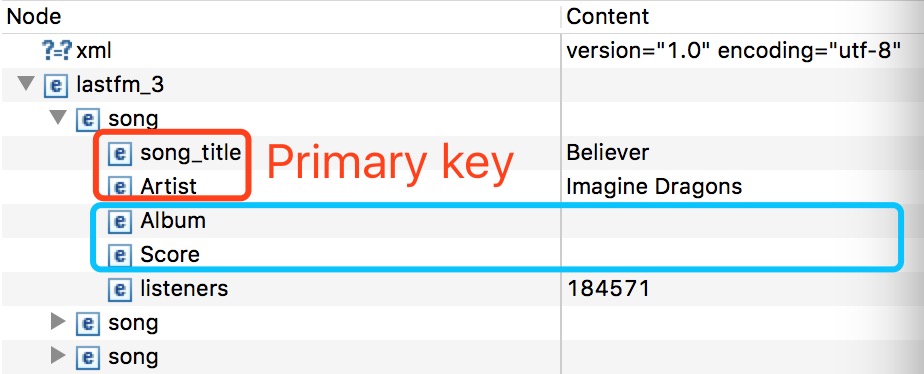 Node Content
?=? xml version="1.0" encoding="utf-8"
e lastfm_3
e song
e song_title Believer
e Artist Imagine Dragons
Primary key
e Album
e Score
e listeners 184571
e song
e song